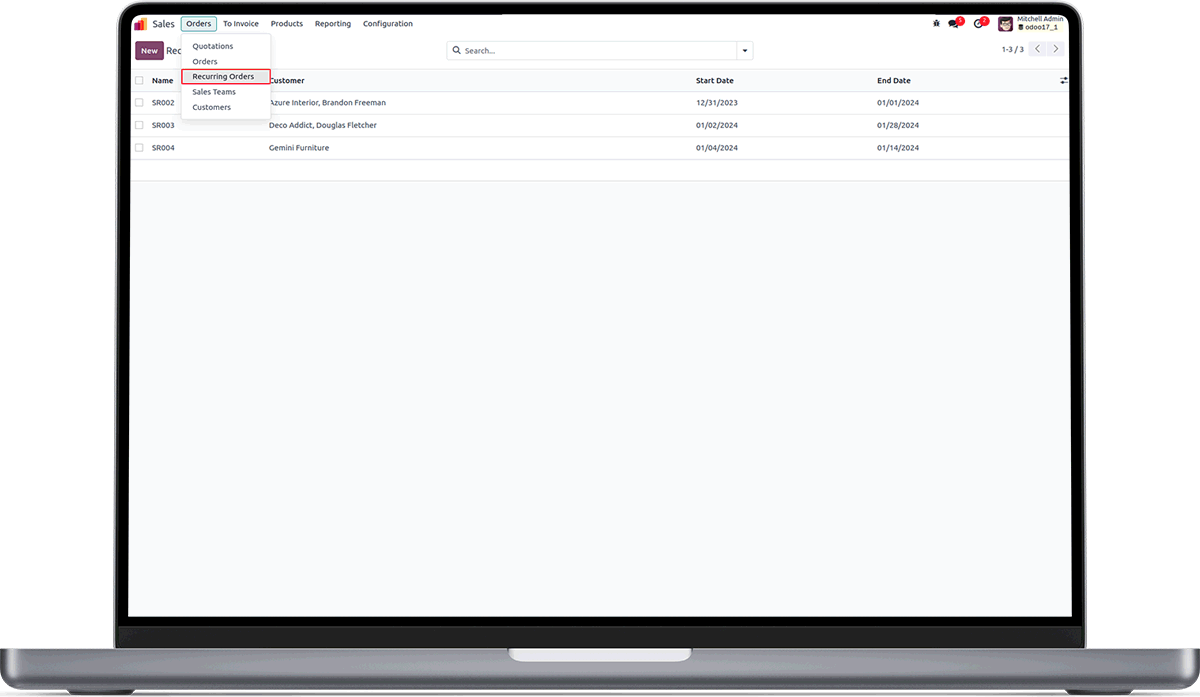 Sales Orders To Invoice Products Reporting Configuration 5 2 Mitchell Admin
odoo17_1
New Rec Search... 1-3 / 3
Quotations
Orders
Recurring Orders
Sales Teams
Customers
Name Customer Start Date End Date
SR002 Azure Interior, Brandon Freeman 12/31/2023 01/01/2024
SR003 Deco Addict, Douglas Fletcher 01/02/2024 01/28/2024
SR004 Gemini Furniture 01/04/2024 01/14/2024